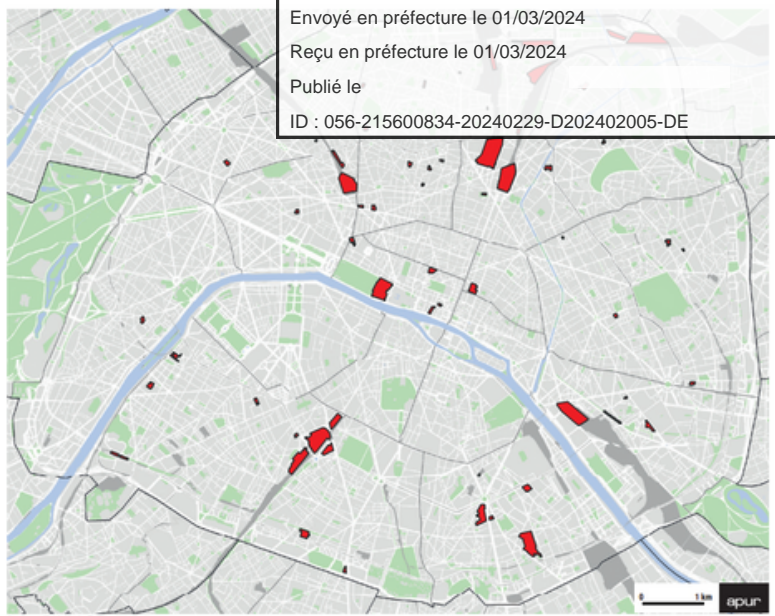 Envoyé en préfecture le 01/03/2024
Reçu en préfecture le 01/03/2024
Publié le
ID : 056-215600834-20240229-D202402005-DE
0 1 km
apur